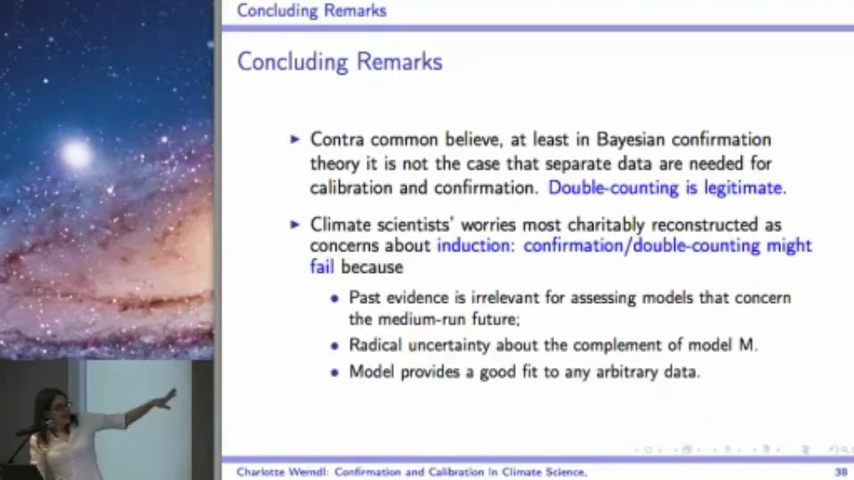 Concluding Remarks
Concluding Remarks
Contra common believe, at least in Bayesian confirmation
theory it is not the case that separate data are needed for
calibration and confirmation. Double-counting is legitimate.
Climate scientists' worries most charitably reconstructed as
concerns about induction: confirmation/double-counting might
fail because
Past evidence is irrelevant for assessing models that concern
the medium-run future;
Radical uncertainty about the complement of model M.
Model provides a good fit to any arbitrary data.
Charlotte Werndl: Confirmation and Calibration in Climate Science.
38